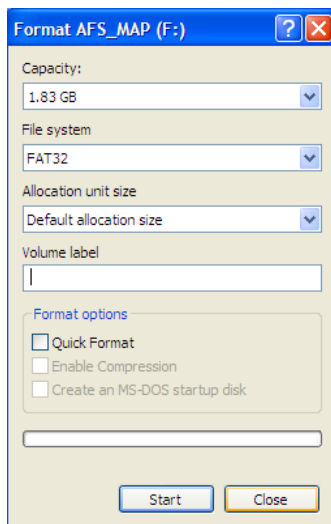 Format AFS_MAP (F:)
Capacity:
1.83 GB
File system
FAT32
Allocation unit size
Default allocation size
Volume label
Format options
Quick Format
Enable Compression
Create an MS-DOS startup disk
Start Close